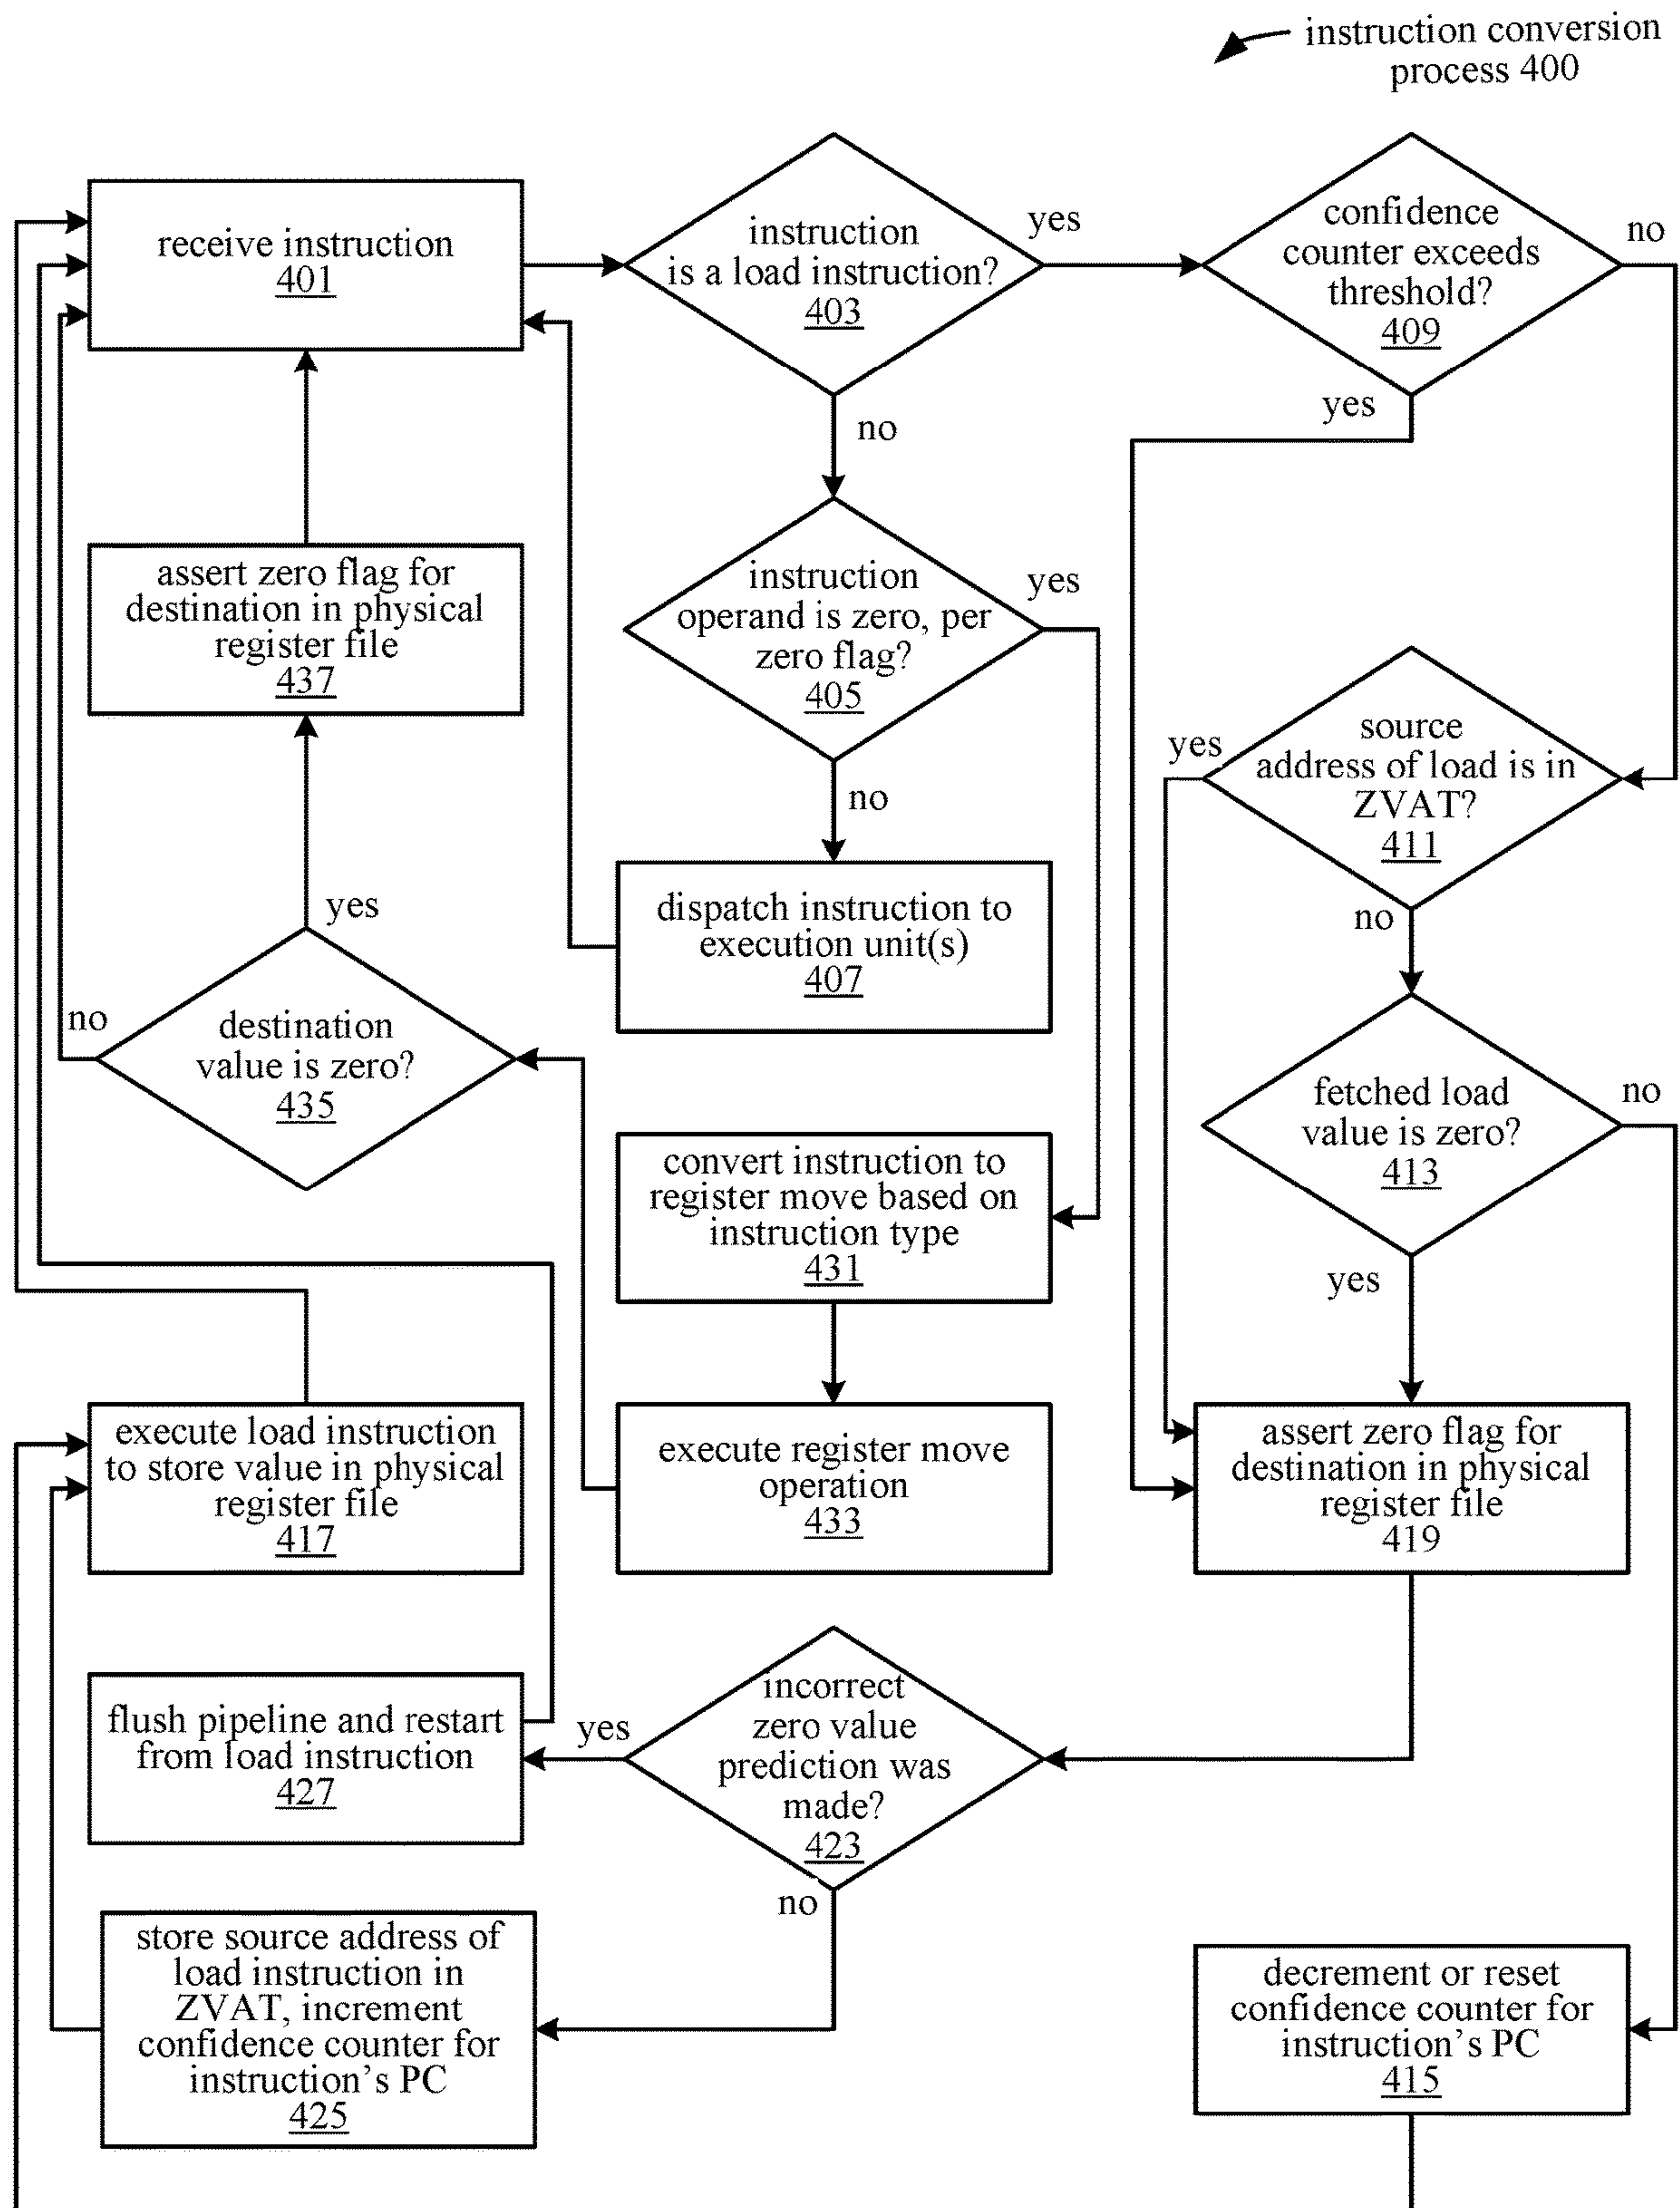 instruction conversion
process 400
receive instruction
401
instruction
is a load instruction?
403
yes
no
confidence
counter exceeds
threshold?
409
no
yes
assert zero flag for
destination in physical
register file
437
instruction
operand is zero, per
zero flag?
405
yes
no
source
address of load is in
ZVAT?
411
yes
no
dispatch instruction to
execution unit(s)
407
yes
no
destination
value is zero?
435
fetched load
value is zero?
413
no
yes
convert instruction to
register move based on
instruction type
431
execute load instruction
to store value in physical
register file
417
execute register move
operation
433
assert zero flag for
destination in physical
register file
419
flush pipeline and restart
from load instruction
427
yes
incorrect
zero value
prediction was
made?
423
no
store source address of
load instruction in
ZVAT, increment
confidence counter for
instruction's PC
425
decrement or reset
confidence counter for
instruction's PC
415